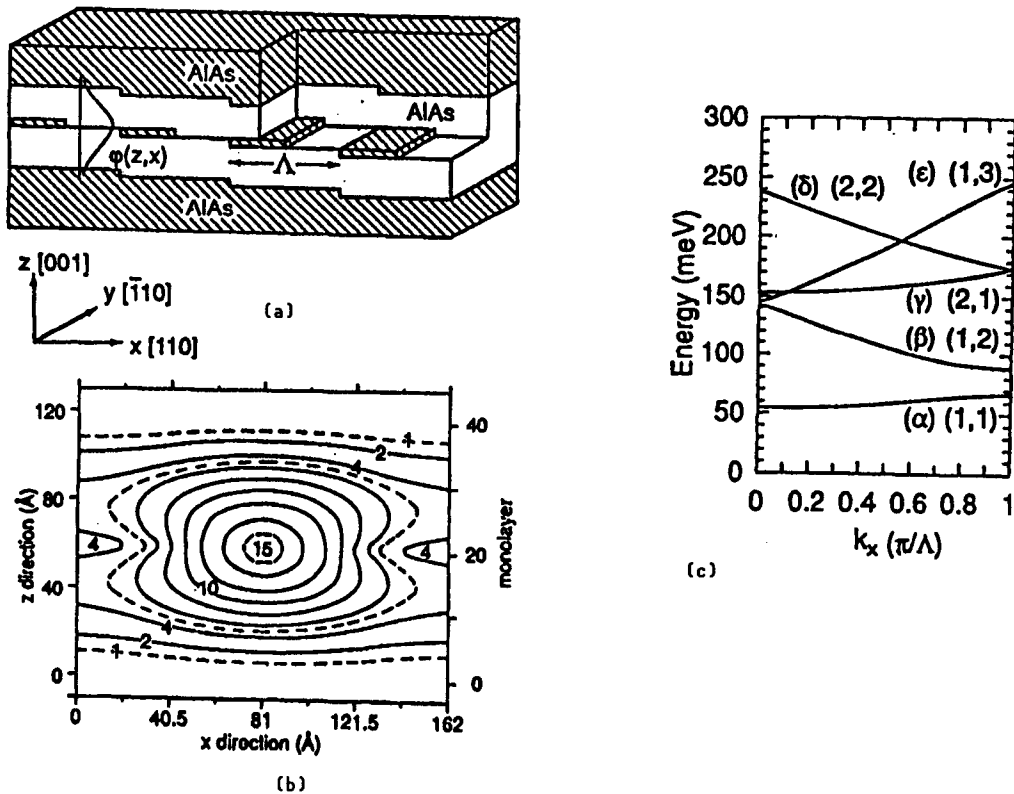 AlAs
AlAs
φ(z,x)
Λ
AlAs
z [001]
y [1̄10]
x [110]
(a)
z direction (Å)
120
80
40
0
1
2
4
4
15
4
10
4
2
1
40
20
0
monolayer
0
40.5
81
121.5
162
x direction (Å)
(b)
Energy (meV)
300
250
200
150
100
50
0
(δ) (2,2)
(ε) (1,3)
(γ) (2,1)
(β) (1,2)
(α) (1,1)
0
0.2
0.4
0.6
0.8
1
kₓ (π/Λ)
(c)